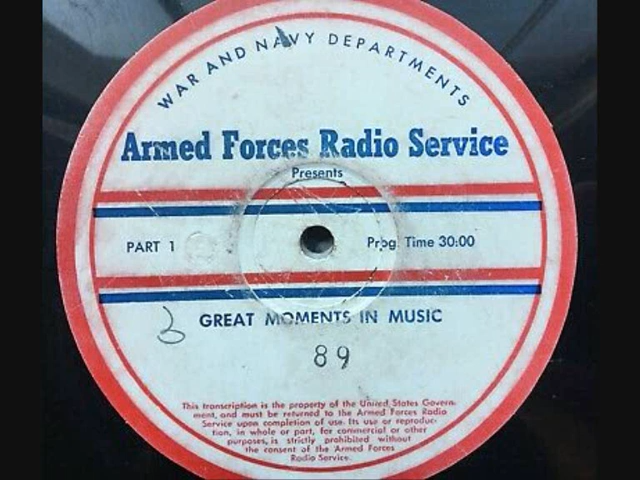 WAR AND NAVY DEPARTMENTS
Armed Forces Radio Service
Presents
PART 1 Prog. Time 30:00
6 GREAT MOMENTS IN MUSIC
89
This transcription is the property of the United States Govern-
ment, and must be returned to the Armed Forces Radio
Service upon completion of use. Its use or reproduc-
tion, in whole or part, for commercial or other
purposes, is strictly prohibited without
the consent of the Armed Forces
Radio Service.